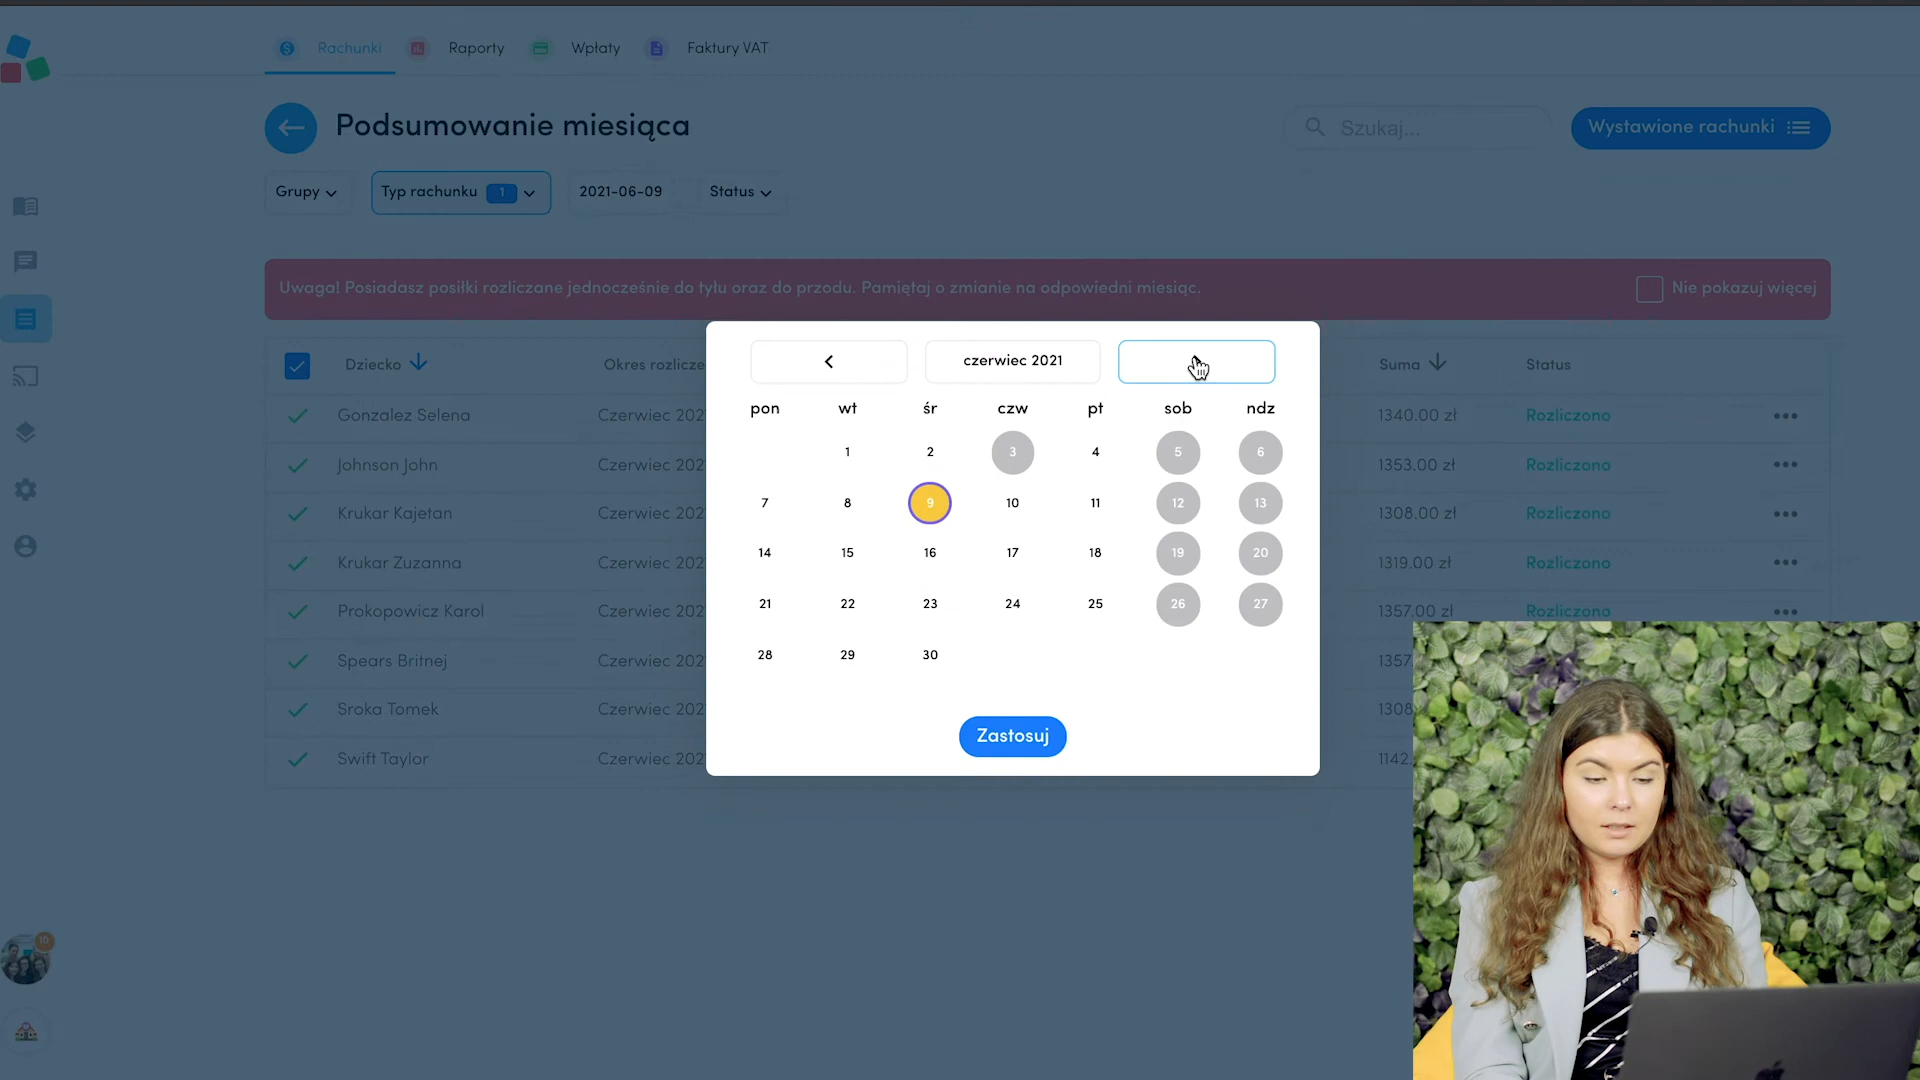 Rachunki
Raporty
Wpłaty
Faktury VAT
Podsumowanie miesiąca
Szukaj...
Wystawione rachunki
Grupy
Typ rachunku 1
2021-06-09
Status
Uwaga! Posiadasz posiłki rozliczane jednocześnie do tyłu oraz do przodu. Pamiętaj o zmianie na odpowiedni miesiąc.
Nie pokazuj więcej
Dziecko
Okres rozlicze
Suma
Status
Gonzalez Selena Czerwiec 202 1340.00 zł Rozliczono
Johnson John Czerwiec 202 1353.00 zł Rozliczono
Krukar Kajetan Czerwiec 202 1308.00 zł Rozliczono
Krukar Zuzanna Czerwiec 202 1319.00 zł Rozliczono
Prokopowicz Karol Czerwiec 202 1357.00 zł Rozliczono
Spears Britnej Czerwiec 202 1357.
Sroka Tomek Czerwiec 202 1308
Swift Taylor Czerwiec 202 1142.
czerwiec 2021
pon wt śr czw pt sob ndz
1 2 3 4 5 6
7 8 9 10 11 12 13
14 15 16 17 18 19 20
21 22 23 24 25 26 27
28 29 30
Zastosuj
10